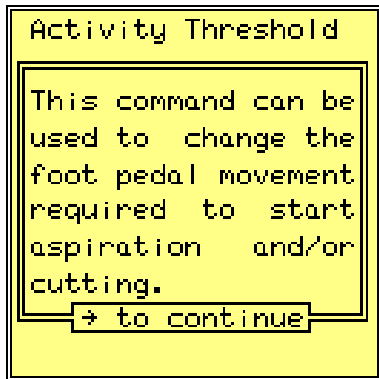 Activity Threshold
This command can be
used to change the
foot pedal movement
required to start
aspiration and/or
cutting.
→ to continue